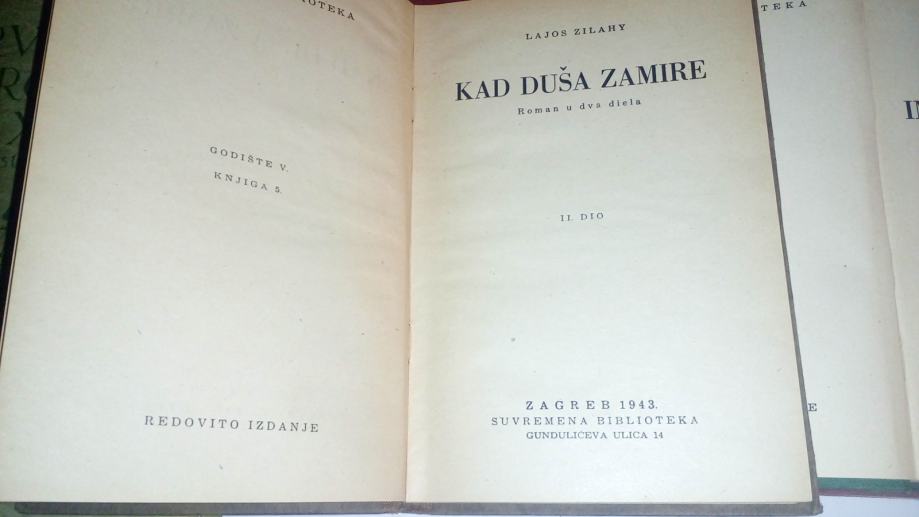 GODIŠTE V.
KNJIGA 5.
REDOVITO IZDANJE
LAJOS ZILAHY
KAD DUŠA ZAMIRE
Roman u dva diela
II. DIO
ZAGREB 1943.
SUVREMENA BIBLIOTEKA
GUNDULIĆEVA ULICA 14